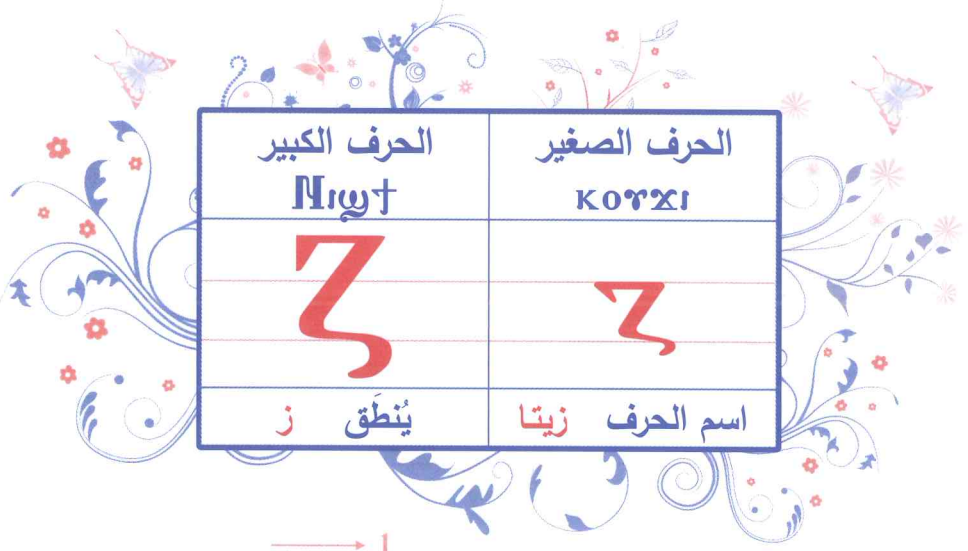 الحرف الصغير الحرف الكبير
ⲕⲟⲩϫⲓ Ⲛⲓϣϯ
ⲍ Ⲍ
اسم الحرف زيتا يُنطَق ز
1